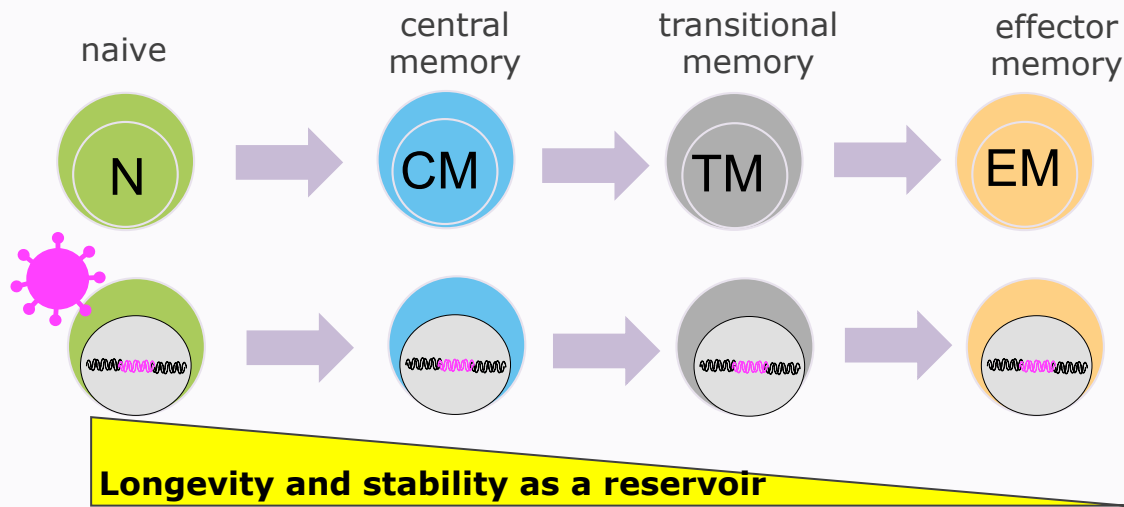 naive
central
memory
transitional
memory
effector
memory
N
CM
TM
EM
Longevity and stability as a reservoir